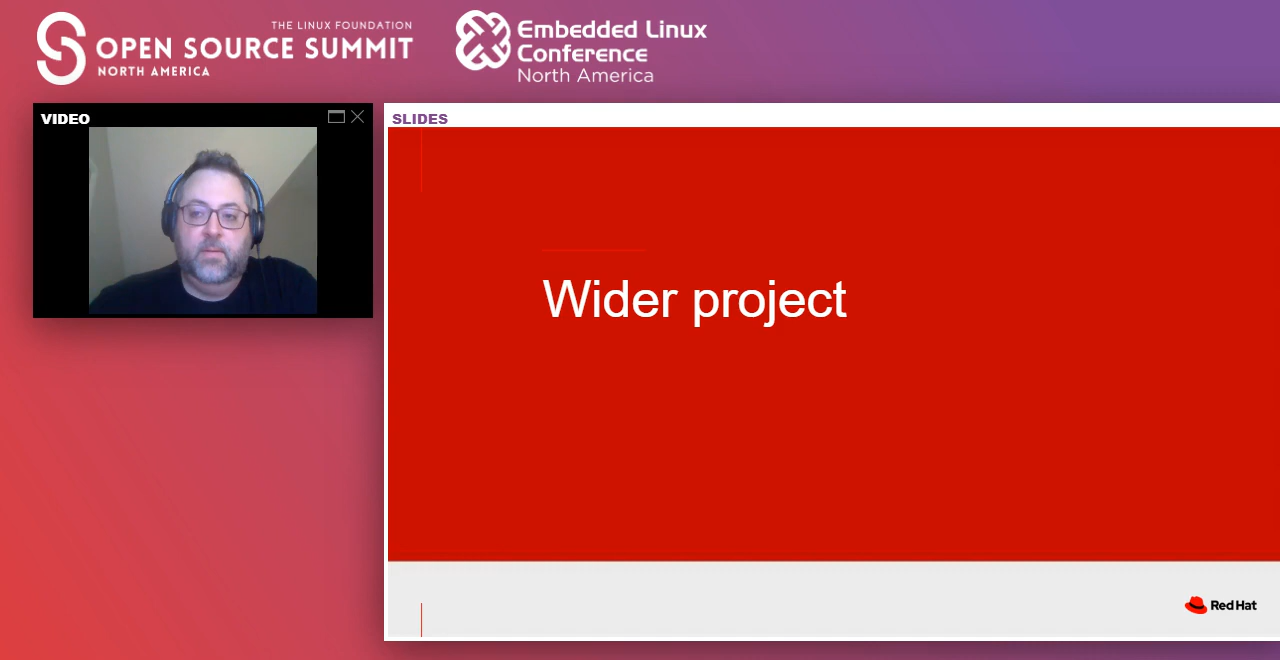 THE LINUX FOUNDATION
OPEN SOURCE SUMMIT
NORTH AMERICA
Embedded Linux
Conference
North America
VIDEO
SLIDES
Wider project
Red Hat